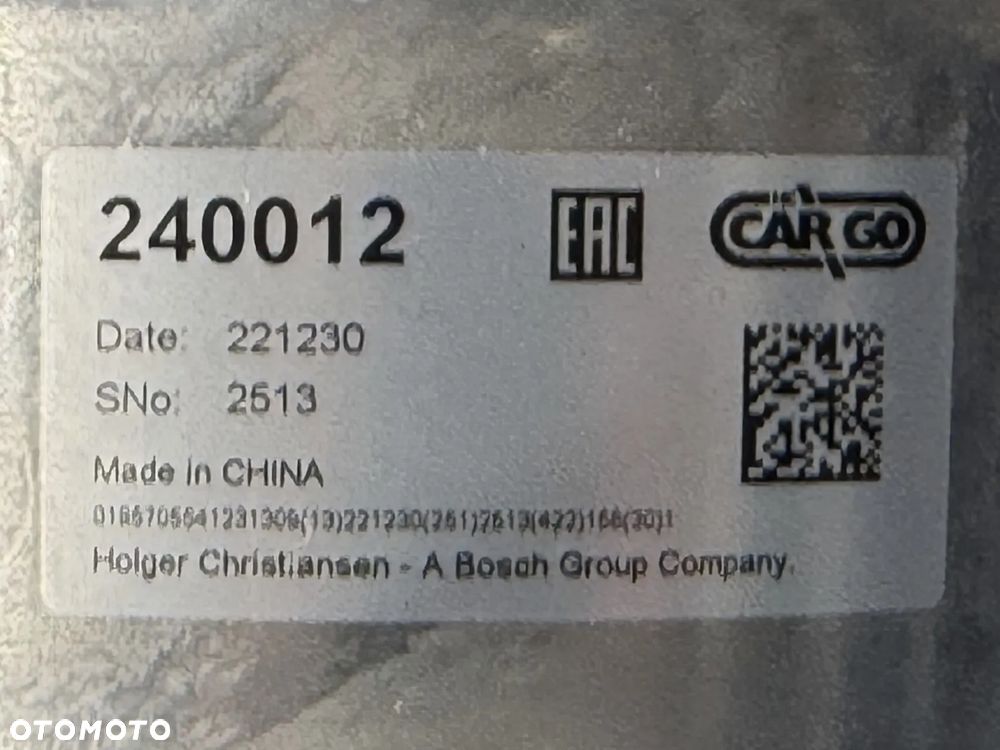 240012
EAC
CARGO
Date: 221230
SNo: 2513
Made in CHINA
Holger Christiansen - A Bosch Group Company.
OTOMOTO